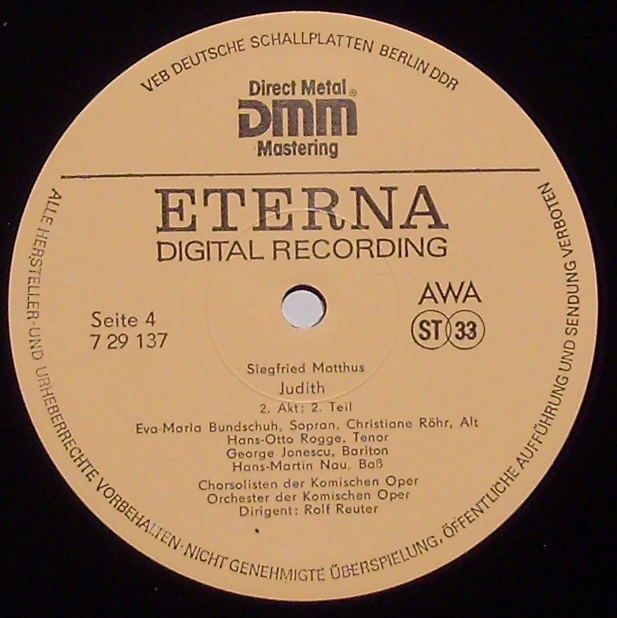 VEB DEUTSCHE SCHALLPLATTEN BERLIN DDR
Direct Metal®
DMM
Mastering
ETERNA
DIGITAL RECORDING
AWA
Seite 4
7 29 137
ST 33
Siegfried Matthus
Judith
2. Akt: 2. Teil
Eva-Maria Bundschuh, Sopran, Christiane Röhr, Alt
Hans-Otto Rogge, Tenor
George Jonescu, Bariton
Hans-Martin Nau, Baß
Chorsolisten der Komischen Oper
Orchester der Komischen Oper
Dirigent: Rolf Reuter
ALLE HERSTELLER-UND URHEBERRECHTE VORBEHALTEN·NICHT GENEHMIGTE ÜBERSPIELUNG, ÖFFENTLICHE AUFFÜHRUNG UND SENDUNG VERBOTEN